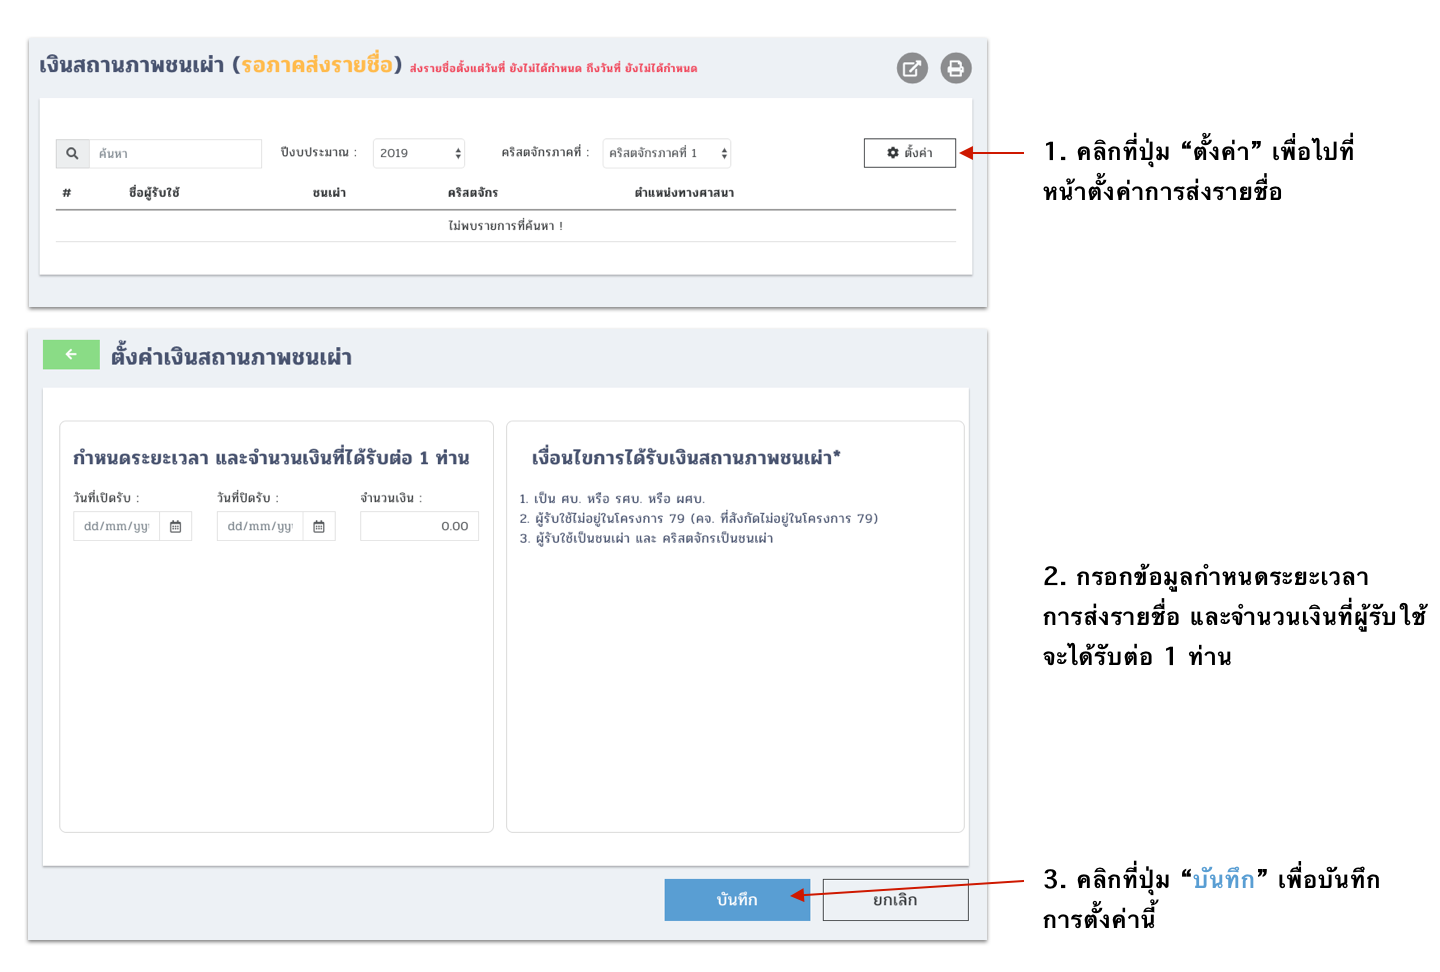 เงินสถานภาพชนเผ่า (รอภาคส่งรายชื่อ) ส่งรายชื่อตั้งแต่วันที่ ยังไม่ได้กำหนด ถึงวันที่ ยังไม่ได้กำหนด
ค้นหา ปีงบประมาณ : 2019 คริสตจักรภาคที่ : คริสตจักรภาคที่ 1 ตั้งค่า
# ชื่อผู้รับใช้ ชนเผ่า คริสตจักร ตำแหน่งทางศาสนา
ไม่พบรายการที่ค้นหา !
1. คลิกที่ปุ่ม “ตั้งค่า” เพื่อไปที่
หน้าตั้งค่าการส่งรายชื่อ
ตั้งค่าเงินสถานภาพชนเผ่า
กำหนดระยะเวลา และจำนวนเงินที่ได้รับต่อ 1 ท่าน
วันที่เปิดรับ : วันที่ปิดรับ : จำนวนเงิน :
dd/mm/yy dd/mm/yy 0.00
เงื่อนไขการได้รับเงินสถานภาพชนเผ่า*
1. เป็น ศบ. หรือ รศบ. หรือ ผศบ.
2. ผู้รับใช้ไม่อยู่ในโครงการ 79 (คจ. ที่สังกัดไม่อยู่ในโครงการ 79)
3. ผู้รับใช้เป็นชนเผ่า และ คริสตจักรเป็นชนเผ่า
2. กรอกข้อมูลกำหนดระยะเวลา
การส่งรายชื่อ และจำนวนเงินที่ผู้รับใช้
จะได้รับต่อ 1 ท่าน
บันทึก ยกเลิก
3. คลิกที่ปุ่ม “บันทึก” เพื่อบันทึก
การตั้งค่านี้